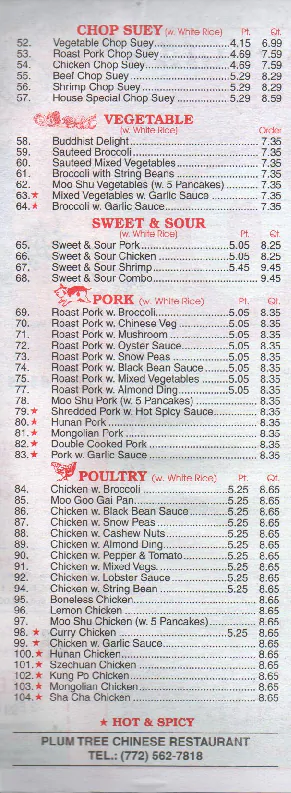 CHOP SUEY (w. White Rice) Pt. Qt.
52. Vegetable Chop Suey 4.15 6.99
53. Roast Pork Chop Suey 4.69 7.59
54. Chicken Chop Suey 4.69 7.59
55. Beef Chop Suey 5.29 8.29
56. Shrimp Chop Suey 5.29 8.29
57. House Special Chop Suey 5.29 8.59
VEGETABLE
(w. White Rice) Order
58. Buddhist Delight 7.35
59. Sauteed Broccoli 7.35
60. Sauteed Mixed Vegetables 7.35
61. Broccoli with String Beans 7.35
62. Moo Shu Vegetables (w. 5 Pancakes) 7.35
63. ★ Mixed Vegetables w. Garlic Sauce 7.35
64. ★ Broccoli w. Garlic Sauce 7.35
SWEET & SOUR
(w. White Rice) Pt. Qt.
65. Sweet & Sour Pork 5.05 8.25
66. Sweet & Sour Chicken 5.05 8.25
67. Sweet & Sour Shrimp 5.45 9.45
68. Sweet & Sour Combo 9.45
PORK (w. White Rice) Pt. Qt.
69. Roast Pork w. Broccoli 5.05 8.35
70. Roast Pork w. Chinese Veg 5.05 8.35
71. Roast Pork w. Mushroom 5.05 8.35
72. Roast Pork w. Oyster Sauce 5.05 8.35
73. Roast Pork w. Snow Peas 5.05 8.35
74. Roast Pork w. Black Bean Sauce 5.05 8.35
75. Roast Pork w. Mixed Vegetables 5.05 8.35
77. Roast Pork w. Almond Ding 5.05 8.35
78. Moo Shu Pork (w. 5 Pancakes) 8.35
79. ★ Shredded Pork w. Hot Spicy Sauce 8.35
80. ★ Hunan Pork 8.35
81. ★ Mongolian Pork 8.35
82. ★ Double Cooked Pork 8.35
83. ★ Pork w. Garlic Sauce 8.35
POULTRY (w. White Rice) Pt. Qt.
84. Chicken w. Broccoli 5.25 8.65
85. Moo Goo Gai Pan 5.25 8.65
86. Chicken w. Black Bean Sauce 5.25 8.65
87. Chicken w. Snow Peas 5.25 8.65
88. Chicken w. Cashew Nuts 5.25 8.65
89. Chicken w. Almond Ding 5.25 8.65
90. Chicken w. Pepper & Tomato 5.25 8.65
91. Chicken w. Mixed Vegs. 5.25 8.65
92. Chicken w. Lobster Sauce 5.25 8.65
94. Chicken w. String Bean 5.25 8.65
95. Boneless Chicken 8.65
96. Lemon Chicken 8.65
97. Moo Shu Chicken (w. 5 Pancakes) 8.65
98. ★ Curry Chicken 5.25 8.65
99. ★ Chicken w. Garlic Sauce 8.65
100. ★ Hunan Chicken 8.65
101. ★ Szechuan Chicken 8.65
102. ★ Kung Po Chicken 8.65
103. ★ Mongolian Chicken 8.65
104. ★ Sha Cha Chicken 8.65
★ HOT & SPICY
PLUM TREE CHINESE RESTAURANT
TEL.: (772) 562-7818